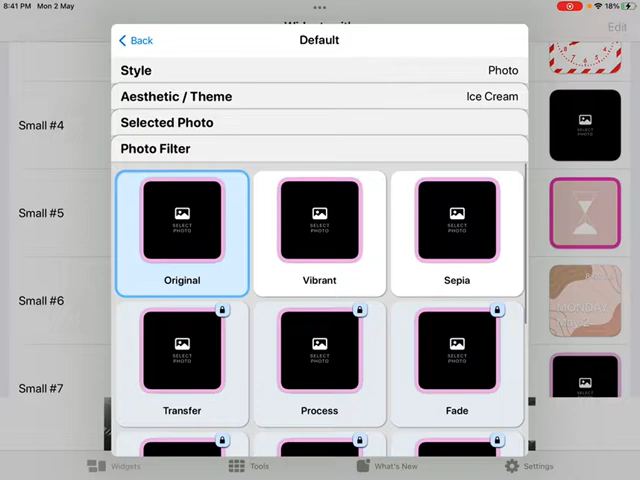 8:41 PM Mon 2 May
18%
Edit
Back
Default
Style
Photo
Aesthetic / Theme
Ice Cream
Selected Photo
Photo Filter
SELECT PHOTO
SELECT PHOTO
SELECT PHOTO
Original
Vibrant
Sepia
SELECT PHOTO
SELECT PHOTO
SELECT PHOTO
Transfer
Process
Fade
Small #4
SELECT PHOTO
Small #5
Small #6
MONDAY
Small #7
Widgets
Tools
What's New
Settings